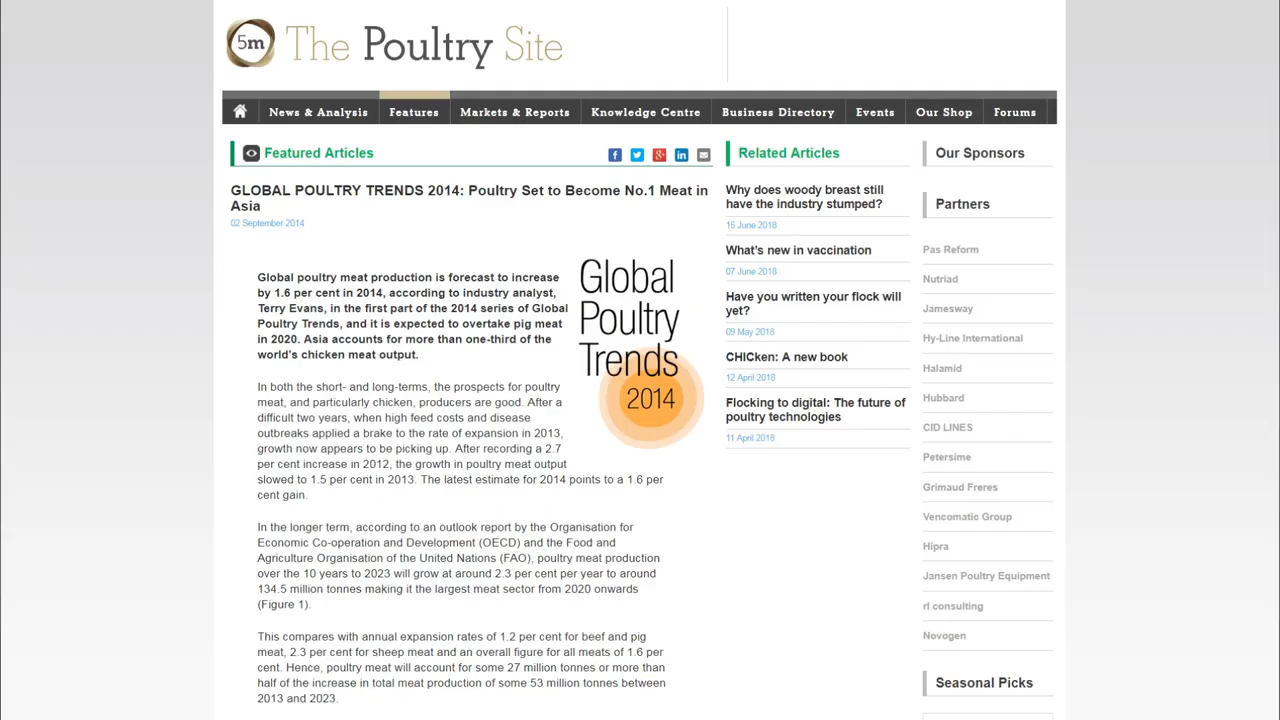 5m The Poultry Site
News & Analysis
Features
Markets & Reports
Knowledge Centre
Business Directory
Events
Our Shop
Forums
Featured Articles
GLOBAL POULTRY TRENDS 2014: Poultry Set to Become No.1 Meat in
Asia
02 September 2014
Global poultry meat production is forecast to increase
by 1.6 per cent in 2014, according to industry analyst,
Terry Evans, in the first part of the 2014 series of Global
Poultry Trends, and it is expected to overtake pig meat
in 2020. Asia accounts for more than one-third of the
world's chicken meat output.
Global
Poultry
Trends
2014
In both the short- and long-terms, the prospects for poultry
meat, and particularly chicken, producers are good. After a
difficult two years, when high feed costs and disease
outbreaks applied a brake to the rate of expansion in 2013,
growth now appears to be picking up. After recording a 2.7
per cent increase in 2012, the growth in poultry meat output
slowed to 1.5 per cent in 2013. The latest estimate for 2014 points to a 1.6 per
cent gain.
In the longer term, according to an outlook report by the Organisation for
Economic Co-operation and Development (OECD) and the Food and
Agriculture Organisation of the United Nations (FAO), poultry meat production
over the 10 years to 2023 will grow at around 2.3 per cent per year to around
134.5 million tonnes making it the largest meat sector from 2020 onwards
(Figure 1).
This compares with annual expansion rates of 1.2 per cent for beef and pig
meat, 2.3 per cent for sheep meat and an overall figure for all meats of 1.6 per
cent. Hence, poultry meat will account for some 27 million tonnes or more than
half of the increase in total meat production of some 53 million tonnes between
2013 and 2023.
Related Articles
Why does woody breast still
have the industry stumped?
15 June 2018
What's new in vaccination
07 June 2018
Have you written your flock will
yet?
09 May 2018
CHICken: A new book
12 April 2018
Flocking to digital: The future of
poultry technologies
11 April 2018
Our Sponsors
Partners
Pas Reform
Nutriad
Jamesway
Hy-Line International
Halamid
Hubbard
CID LINES
Petersime
Grimaud Freres
Vencomatic Group
Hipra
Jansen Poultry Equipment
rl consulting
Novogen
Seasonal Picks